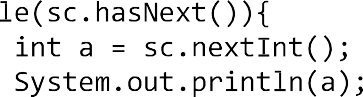 le(sc.hasNext()){
int a = sc.nextInt();
System.out.println(a);